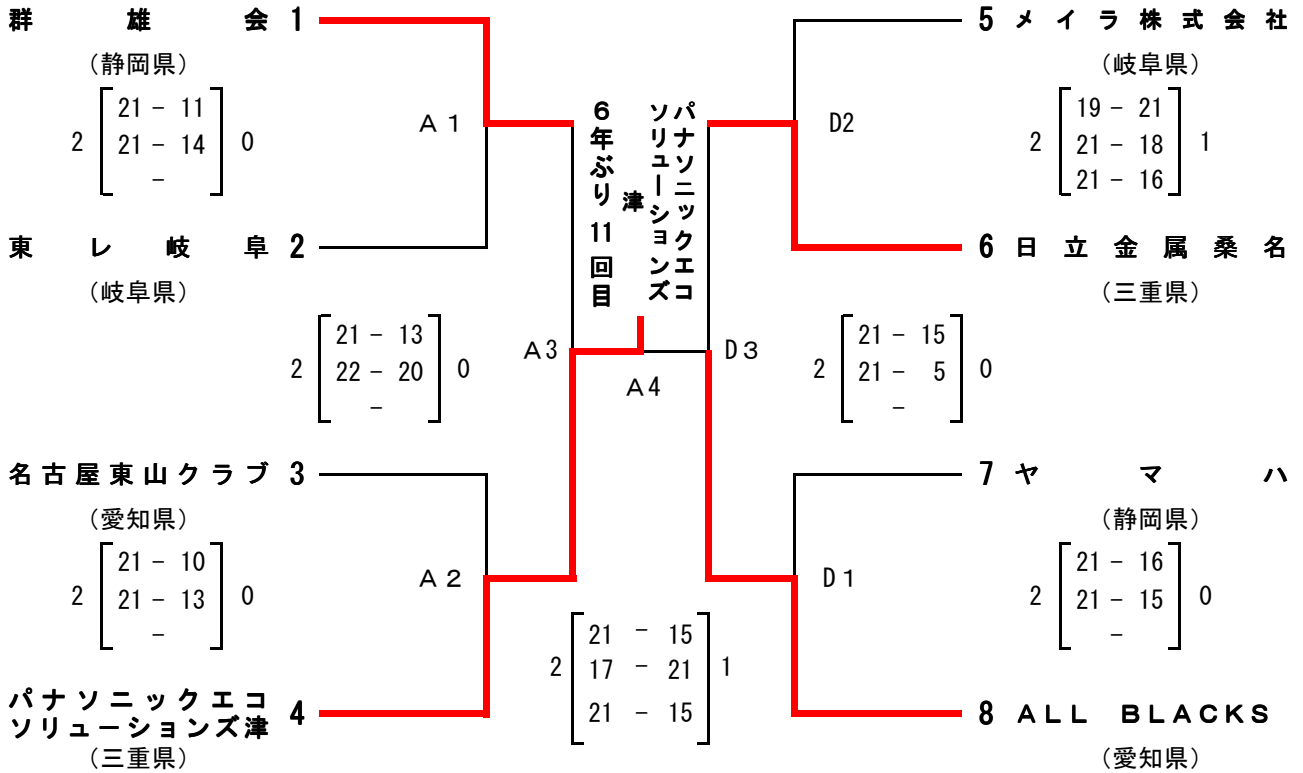 群雄会 1
(静岡県)
2 [21 - 11] 0
21 - 14
-
A 1
東レ岐阜 2
(岐阜県)
2 [21 - 13] 0
22 - 20
-
A3
名古屋東山クラブ 3
(愛知県)
2 [21 - 10] 0
21 - 13
-
A 2
パナソニックエコ
ソリューションズ津 4
(三重県)
パナソニックエコ
ソリューションズ
津
6年ぶり11回目
A4
2 [21 - 15] 1
17 - 21
21 - 15
5 メイラ株式会社
(岐阜県)
2 [19 - 21] 1
21 - 18
21 - 16
D2
6 日立金属桑名
(三重県)
D3
2 [21 - 15] 0
21 - 5
-
7 ヤマハ
(静岡県)
2 [21 - 16] 0
21 - 15
-
D1
8 ALL BLACKS
(愛知県)